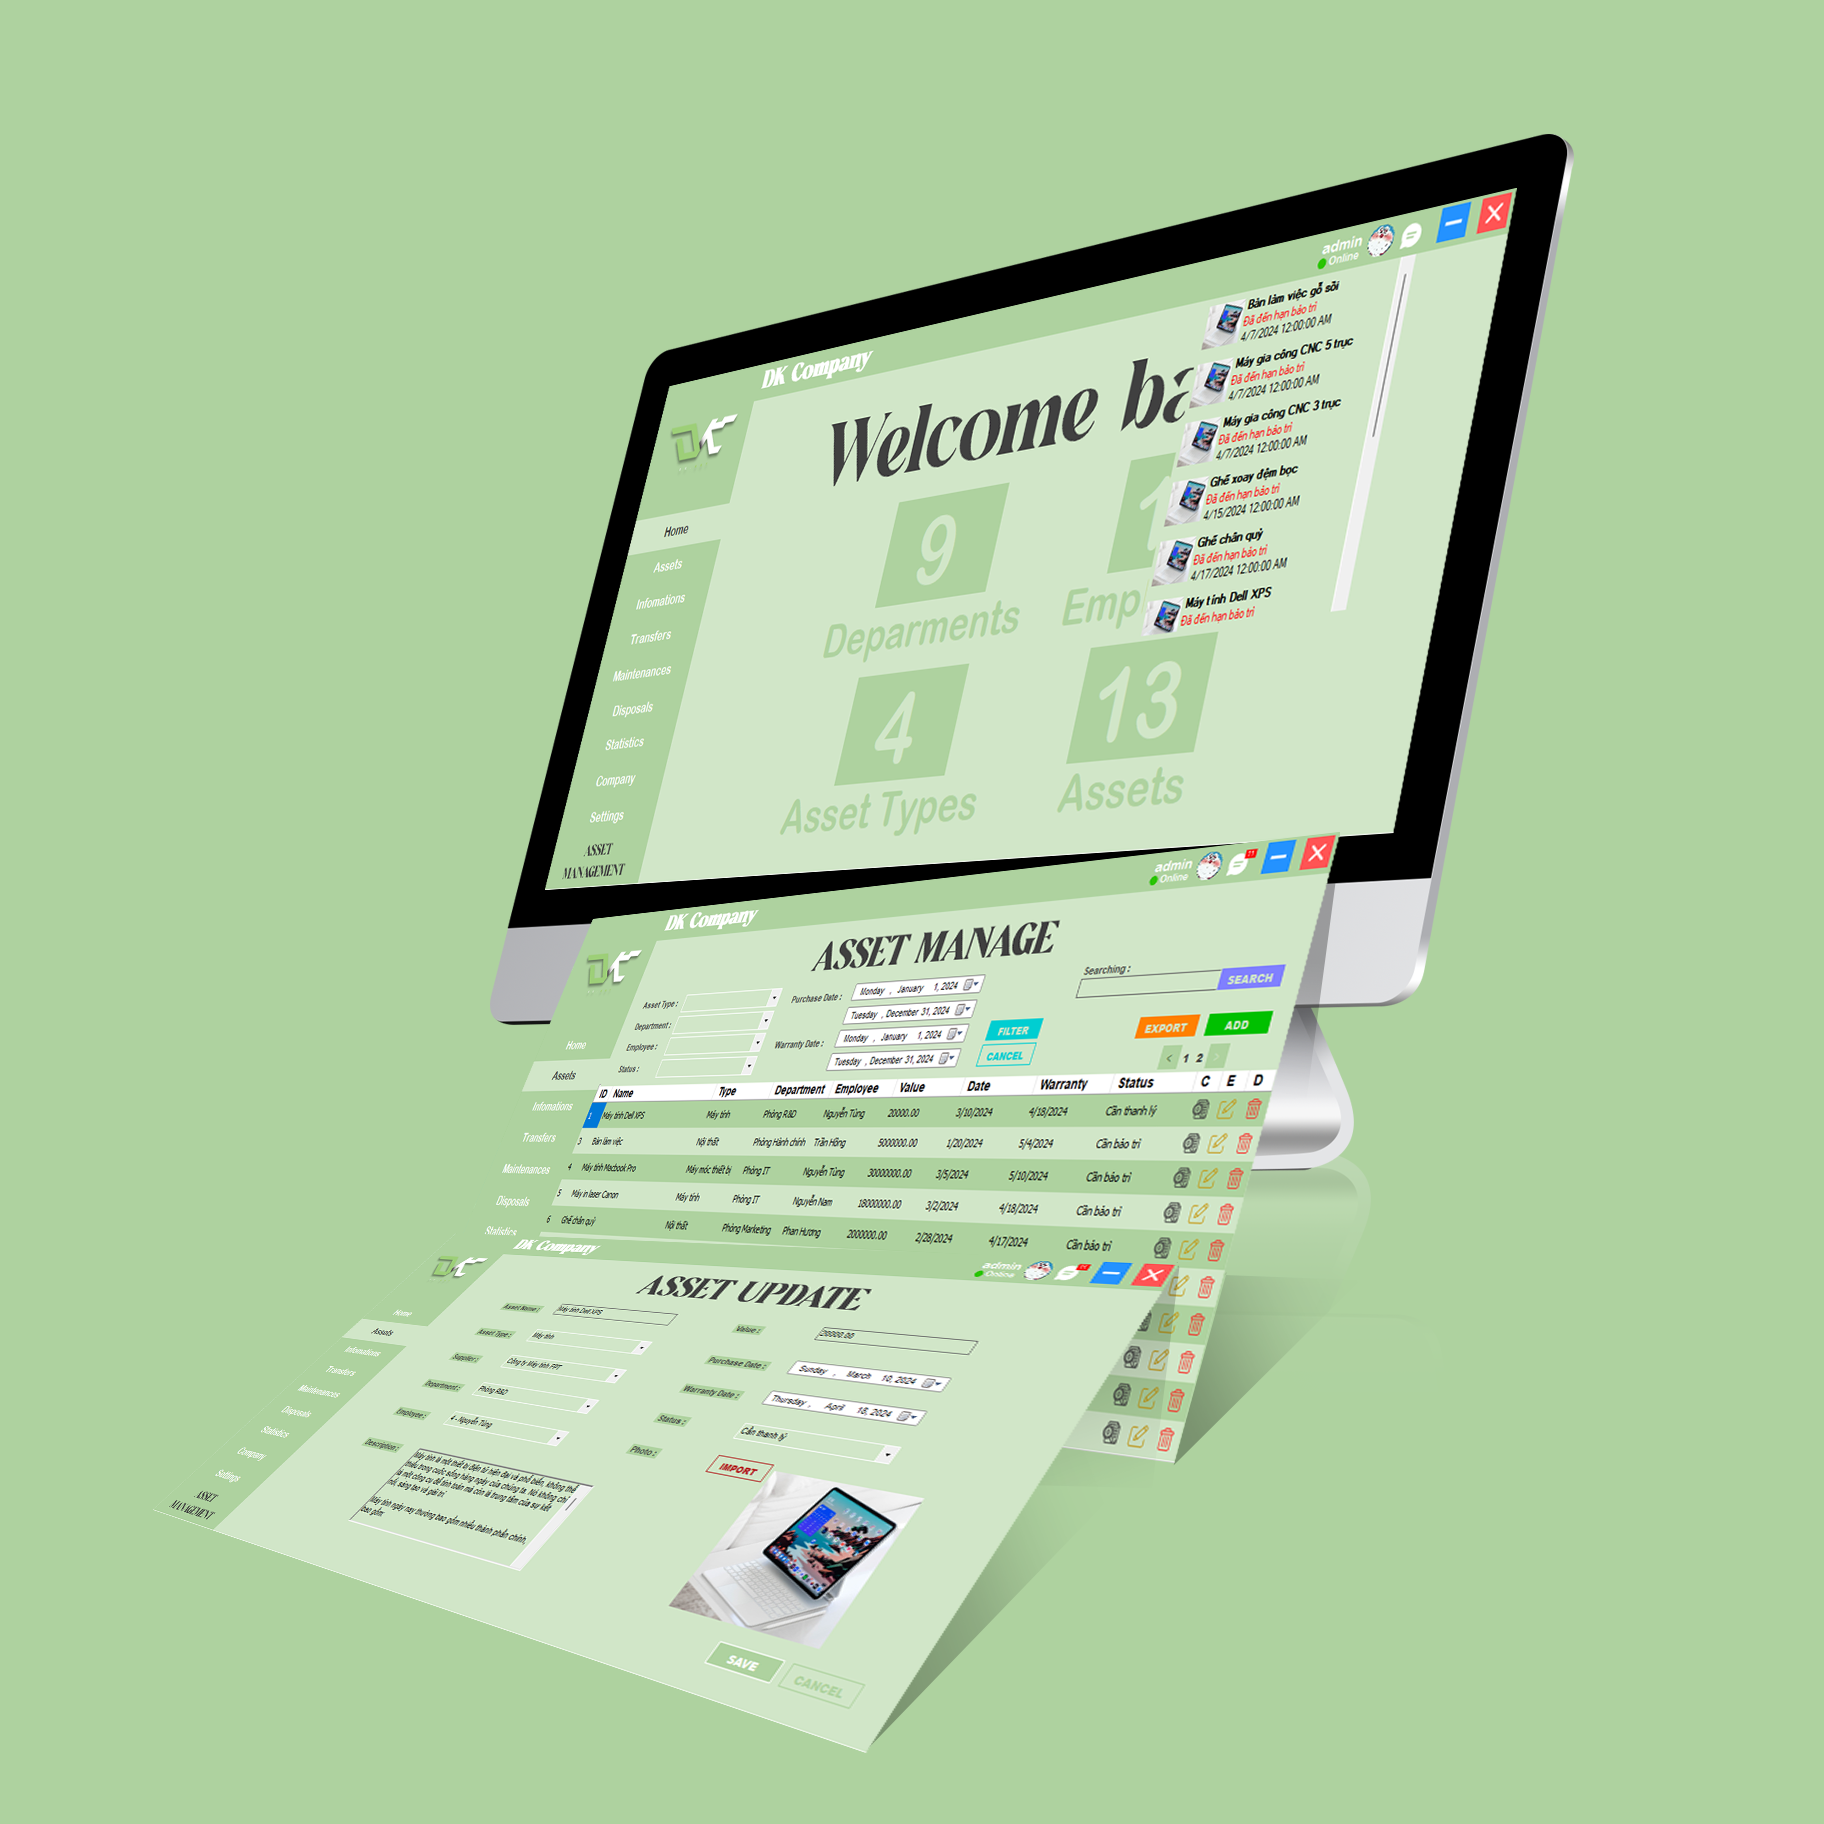 admin
Online
DK Company
Welcome ba
Home
Assets
Infomations
Transfers
Maintenances
Disposals
Statistics
Company
Settings
ASSET
MANAGEMENT
9
Deparments
1
Emp
4
Asset Types
13
Assets
Bàn làm việc gỗ sồi
Đã đến hạn bảo trì
4/7/2024 12:00:00 AM
Máy gia công CNC 5 trục
Đã đến hạn bảo trì
4/7/2024 12:00:00 AM
Máy gia công CNC 3 trục
Đã đến hạn bảo trì
4/7/2024 12:00:00 AM
Ghế xoay đệm bọc
Đã đến hạn bảo trì
4/15/2024 12:00:00 AM
Ghế chân quỳ
Đã đến hạn bảo trì
4/17/2024 12:00:00 AM
Máy tính Dell XPS
Đã đến hạn bảo trì
admin
Online
DK Company
ASSET MANAGE
Home
Assets
Infomations
Transfers
Maintenances
Disposals
Statistics
Asset Type :
Department :
Employee :
Status :
Purchase Date :
Monday , January 1, 2024
Tuesday , December 31, 2024
Warranty Date :
Monday , January 1, 2024
Tuesday , December 31, 2024
FILTER
CANCEL
Searching :
SEARCH
EXPORT
ADD
< 1 2
ID Name Type Department Employee Value Date Warranty Status C E D
1 Máy tính Dell XPS Máy tính Phòng R&D Nguyễn Tùng 20000.00 3/10/2024 4/18/2024 Cần thanh lý
3 Bàn làm việc Nội thất Phòng Hành chính Trần Hồng 5000000.00 1/20/2024 5/4/2024 Cần bảo trì
4 Máy tính Macbook Pro Máy móc thiết bị Phòng IT Nguyễn Tùng 30000000.00 3/5/2024 5/10/2024 Cần bảo trì
5 Máy in laser Canon Máy tính Phòng IT Nguyễn Nam 18000000.00 3/2/2024 4/18/2024 Cần bảo trì
6 Ghế chân quỳ Nội thất Phòng Marketing Phan Hương 2000000.00 2/28/2024 4/17/2024 Cần bảo trì
DK Company
admin
Online
ASSET UPDATE
Home
Assets
Infomations
Transfers
Maintenances
Disposals
Statistics
Company
Settings
ASSET
MANAGEMENT
Asset Name :
Máy tính Dell XPS
Asset Type :
Máy tính
Supplier :
Công ty Máy tính FPT
Department :
Phòng R&D
Employee :
4 - Nguyễn Tùng
Description :
Máy tính là một thiết bị điện tử hiện đại và phổ biến, không thể
thiếu trong cuộc sống hàng ngày của chúng ta. Nó không chỉ
là một công cụ để tính toán mà còn là trung tâm của sự kết
nối, sáng tạo và giải trí.
Máy tính ngày nay thường bao gồm nhiều thành phần chính,
bao gồm:
Value :
20000.00
Purchase Date :
Sunday , March 10, 2024
Warranty Date :
Thursday , April 18, 2024
Status :
Cần thanh lý
Photo :
IMPORT
SAVE
CANCEL